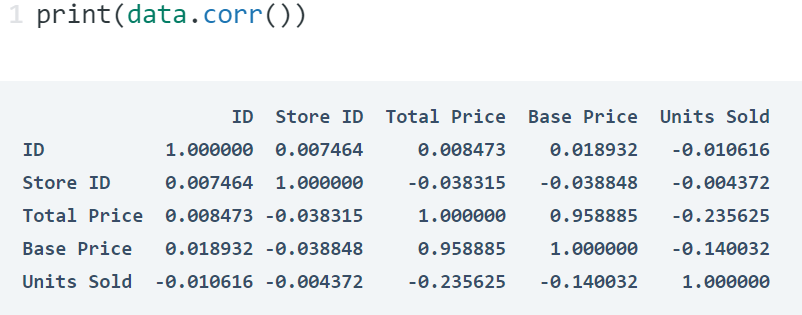 1 print(data.corr())
ID Store ID Total Price Base Price Units Sold
ID 1.000000 0.007464 0.008473 0.018932 -0.010616
Store ID 0.007464 1.000000 -0.038315 -0.038848 -0.004372
Total Price 0.008473 -0.038315 1.000000 0.958885 -0.235625
Base Price 0.018932 -0.038848 0.958885 1.000000 -0.140032
Units Sold -0.010616 -0.004372 -0.235625 -0.140032 1.000000